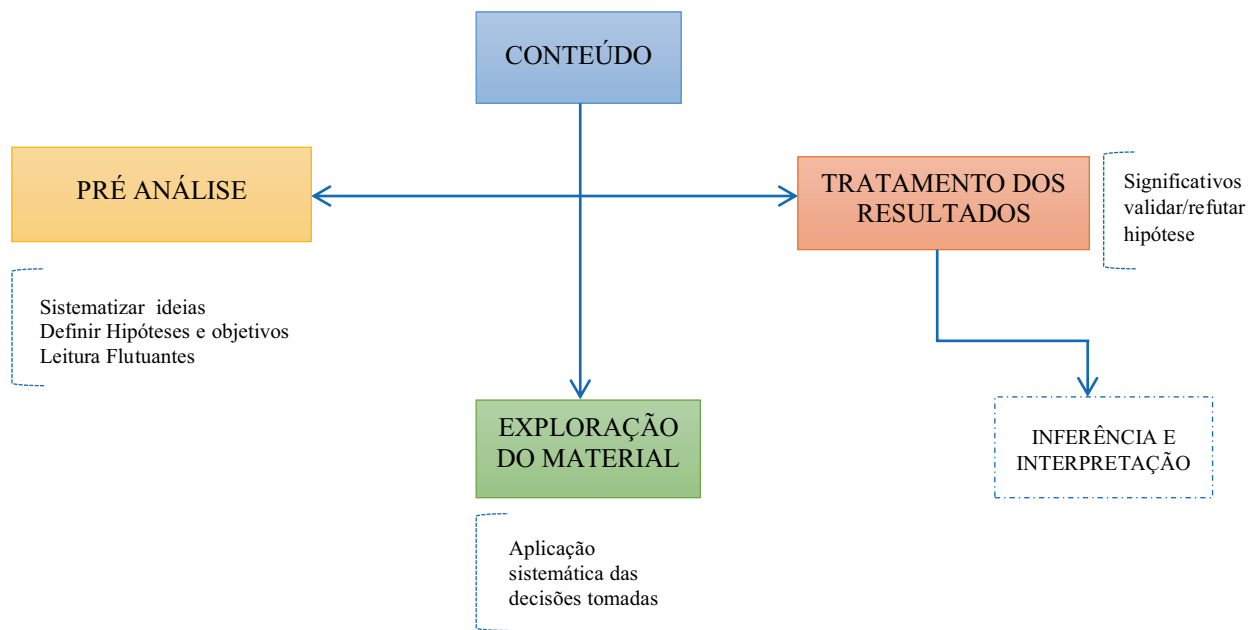 CONTEÚDO
PRÉ ANÁLISE
Sistematizar ideias
Definir Hipóteses e objetivos
Leitura Flutuantes
TRATAMENTO DOS
RESULTADOS
Significativos
validar/refutar
hipótese
EXPLORAÇÃO
DO MATERIAL
Aplicação
sistemática das
decisões tomadas
INFERÊNCIA E
INTERPRETAÇÃO